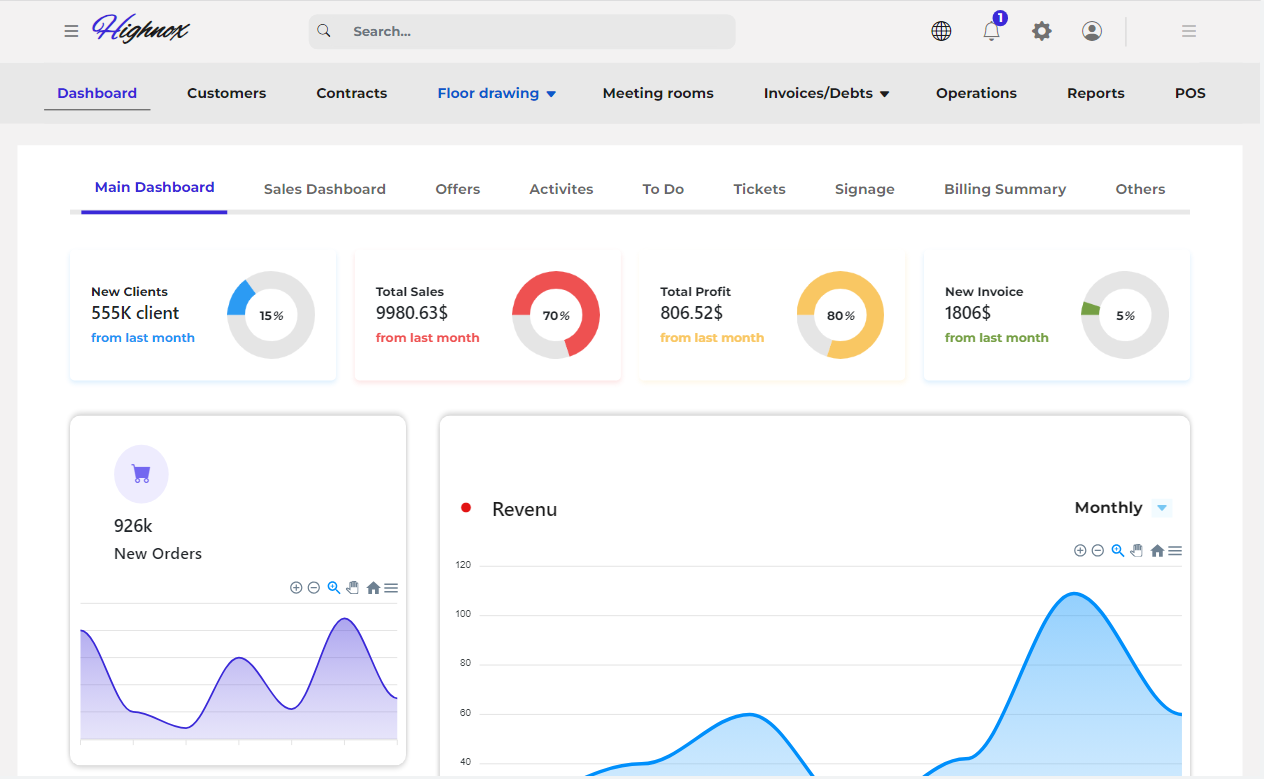 Highnox
Search...
1
Dashboard Customers Contracts Floor drawing Meeting rooms Invoices/Debts Operations Reports POS
Main Dashboard Sales Dashboard Offers Activites To Do Tickets Signage Billing Summary Others
New Clients
555K client
from last month
15%
Total Sales
9980.63$
from last month
70%
Total Profit
806.52$
from last month
80%
New Invoice
1806$
from last month
5%
926k
New Orders
Revenu
Monthly
120
100
80
60
40